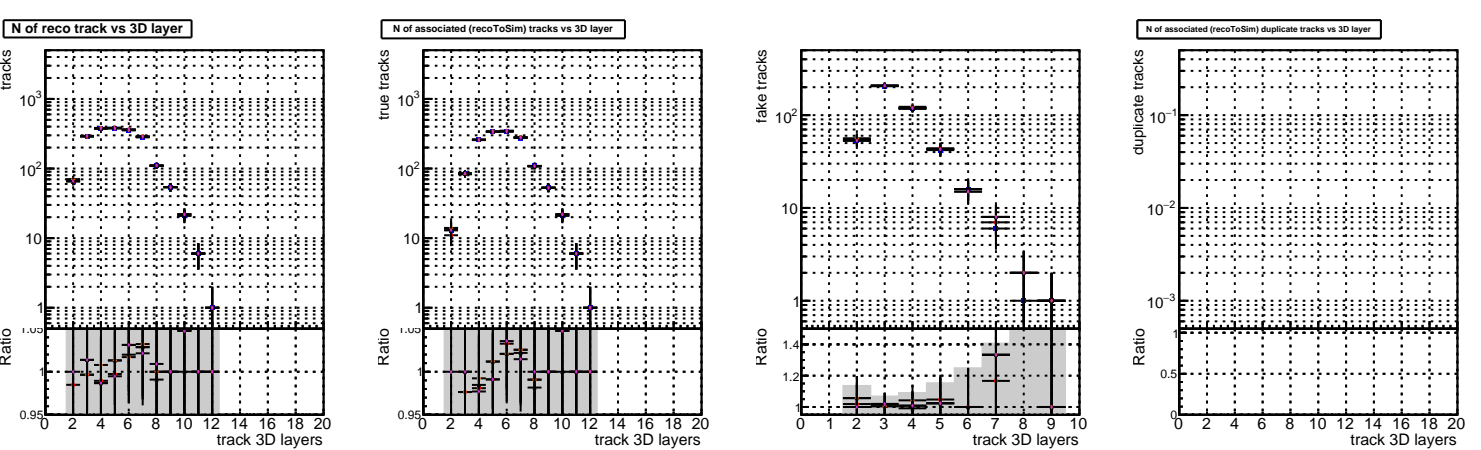 N of reco track vs 3D layer
tracks
10³
10²
10
1
Ratio
1.05
1
0.95
0 2 4 6 8 10 12 14 16 18 20
track 3D layers
N of associated (recoToSim) tracks vs 3D layer
true tracks
10³
10²
10
1
Ratio
1.05
1
0.95
0 2 4 6 8 10 12 14 16 18 20
track 3D layers
fake tracks
10²
10
1
Ratio
1.4
1.2
1
0 1 2 3 4 5 6 7 8 9 10
track 3D layers
N of associated (recoToSim) duplicate tracks vs 3D layer
duplicate tracks
10⁻¹
10⁻²
10⁻³
Ratio
1
0.5
0
0 2 4 6 8 10 12 14 16 18 20
track 3D layers